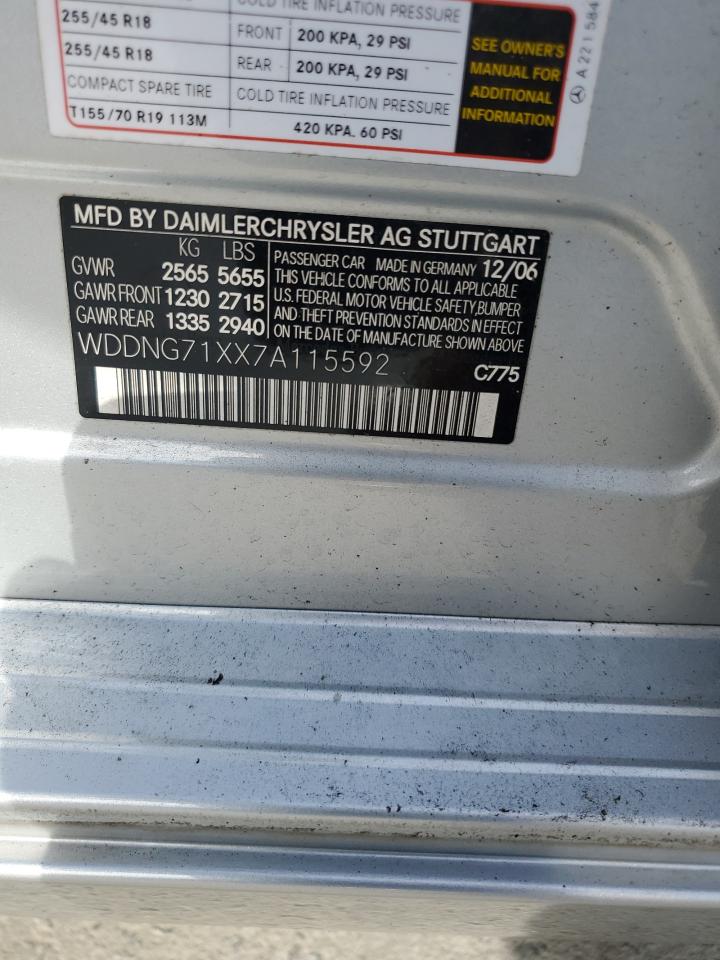 COLD TIRE INFLATION PRESSURE
255/45 R18 FRONT 200 KPA, 29 PSI
255/45 R18 REAR 200 KPA, 29 PSI
COMPACT SPARE TIRE COLD TIRE INFLATION PRESSURE
T155/70 R19 113M 420 KPA. 60 PSI
SEE OWNER'S
MANUAL FOR
ADDITIONAL
INFORMATION
A 221 584
MFD BY DAIMLERCHRYSLER AG STUTTGART
KG LBS
GVWR 2565 5655
GAWR FRONT 1230 2715
GAWR REAR 1335 2940
PASSENGER CAR MADE IN GERMANY 12/06
THIS VEHICLE CONFORMS TO ALL APPLICABLE
U.S. FEDERAL MOTOR VEHICLE SAFETY, BUMPER
AND THEFT PREVENTION STANDARDS IN EFFECT
ON THE DATE OF MANUFACTURE SHOWN ABOVE
WDDNG71XX7A115592
C775